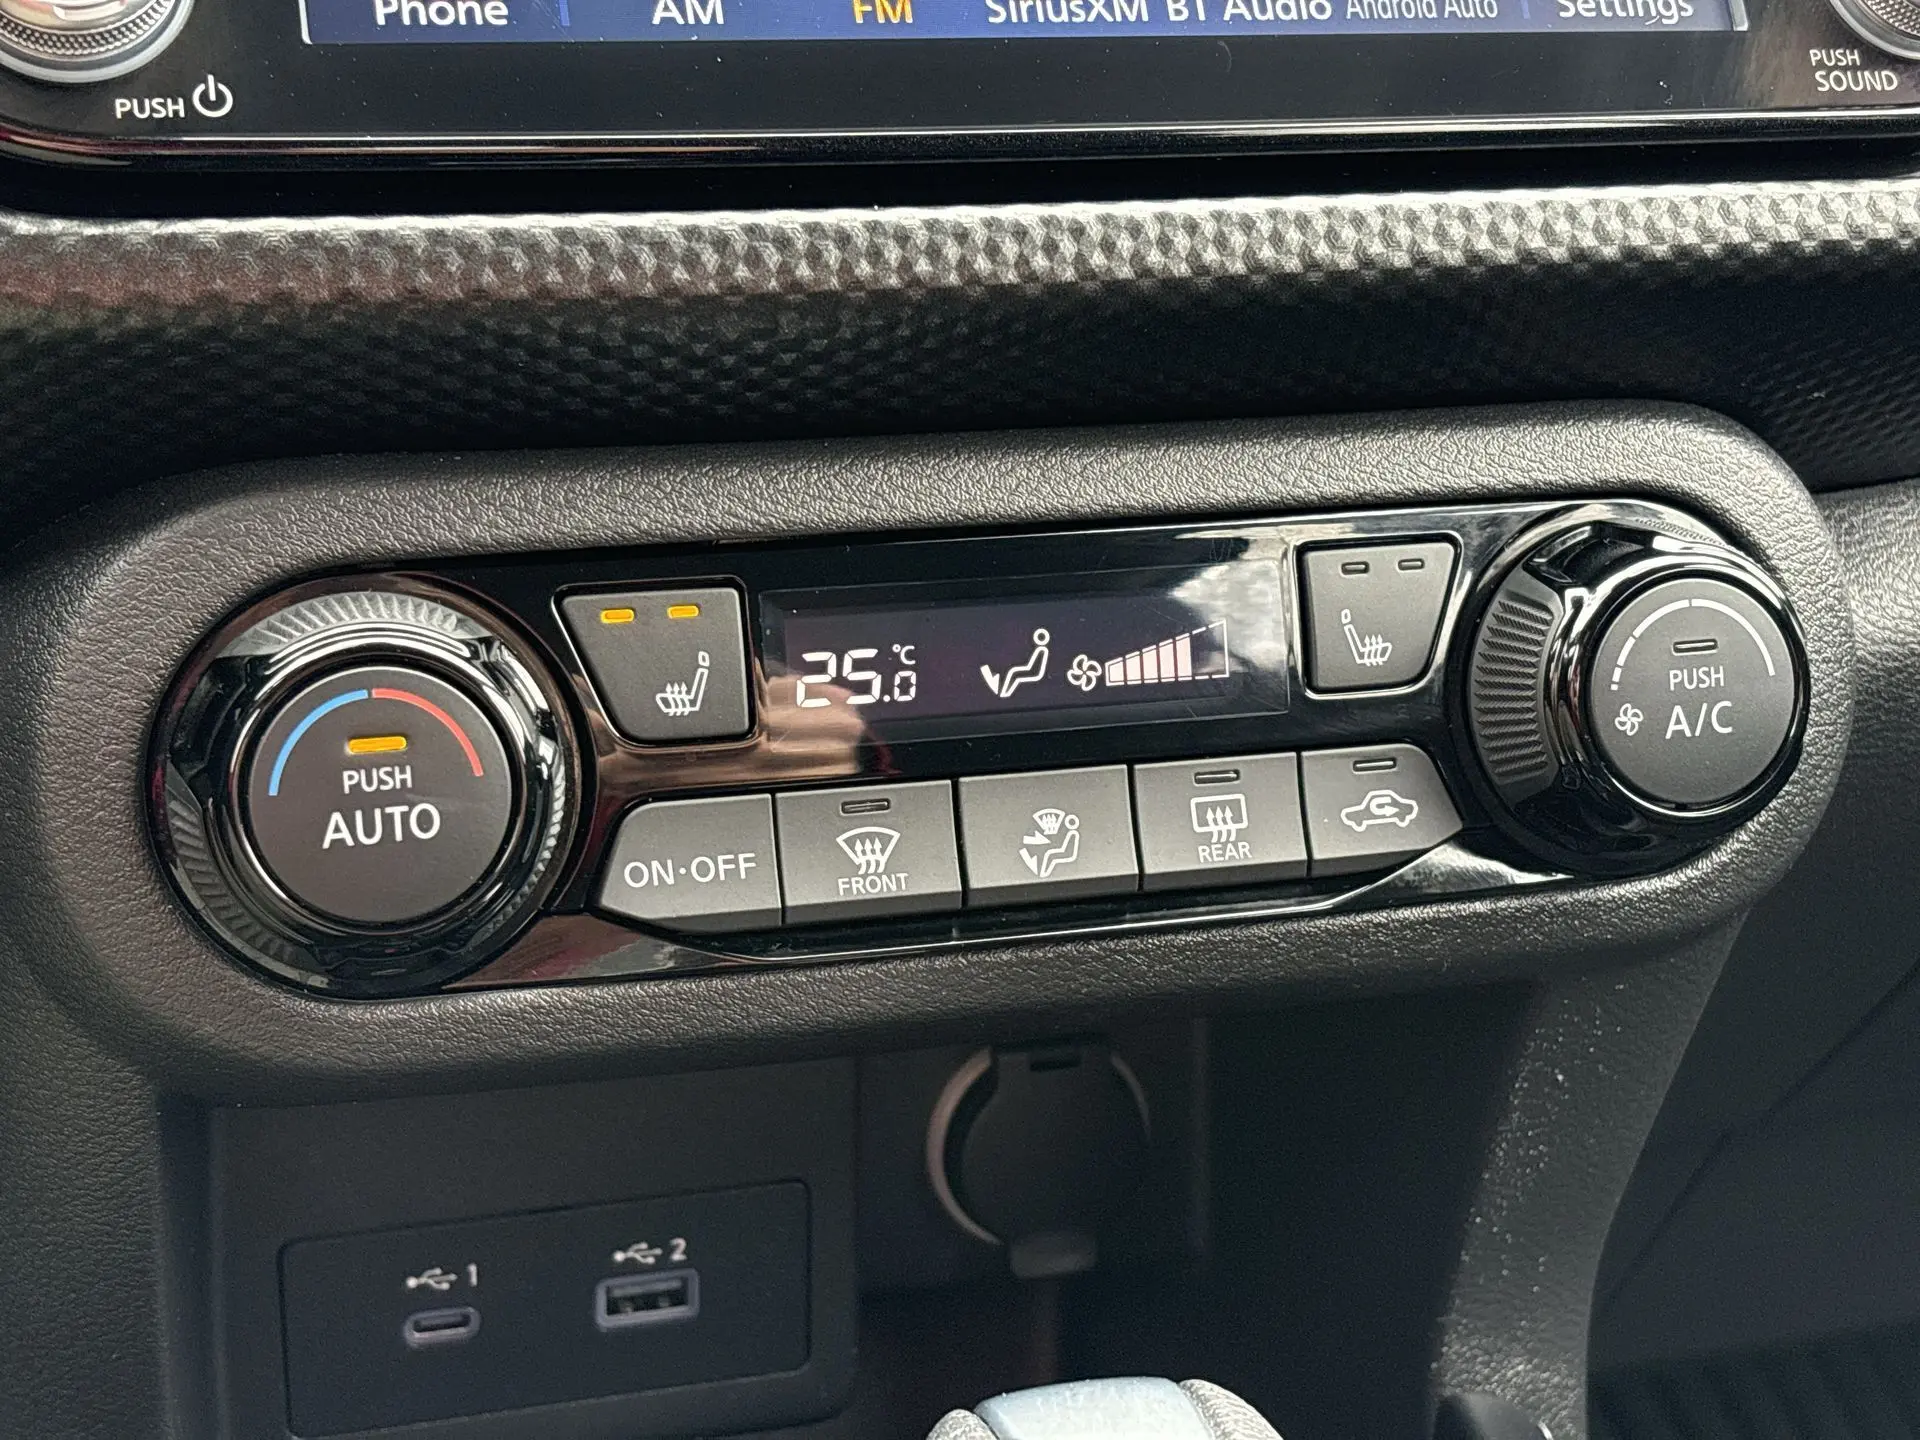 Phone AM FM SiriusXM BT Audio Android Auto Settings
PUSH
PUSH
SOUND
25.0 °C
PUSH
AUTO
PUSH
A/C
ON·OFF
FRONT
REAR
1
2